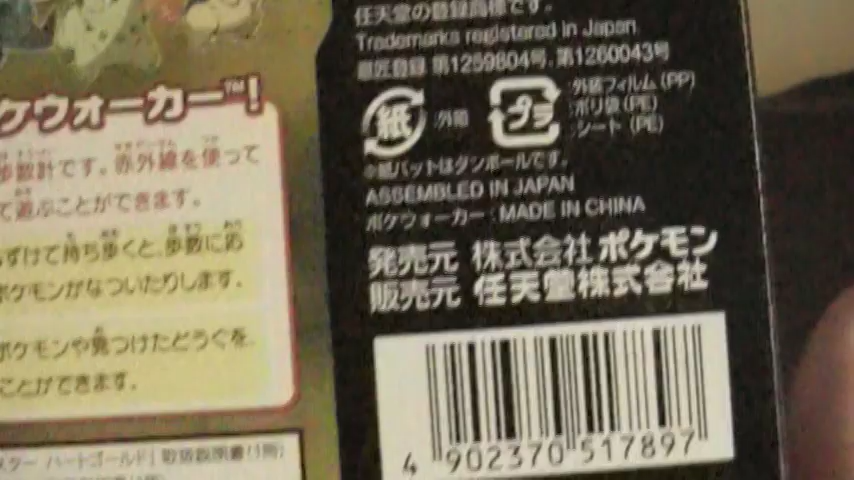 ケウォーカー™!
歩数計です。赤外線を使って
て遊ぶことができます。
ずけて持ち歩くと、歩数に応
ポケモンがなついたりします。
ポケモンや見つけたどうぐを、
ことができます。
スター ハートゴールド」取扱説明書(1冊)
任天堂の登録商標です。
Trademarks registered in Japan.
意匠登録 第1259804号, 第1260043号
紙 :外箱
プラ :外装フィルム(PP)
:ポリ袋(PE)
:シート(PE)
※紙パットはダンボールです。
ASSEMBLED IN JAPAN
ポケウォーカー:MADE IN CHINA
発売元 株式会社ポケモン
販売元 任天堂株式会社
4 902370 517897